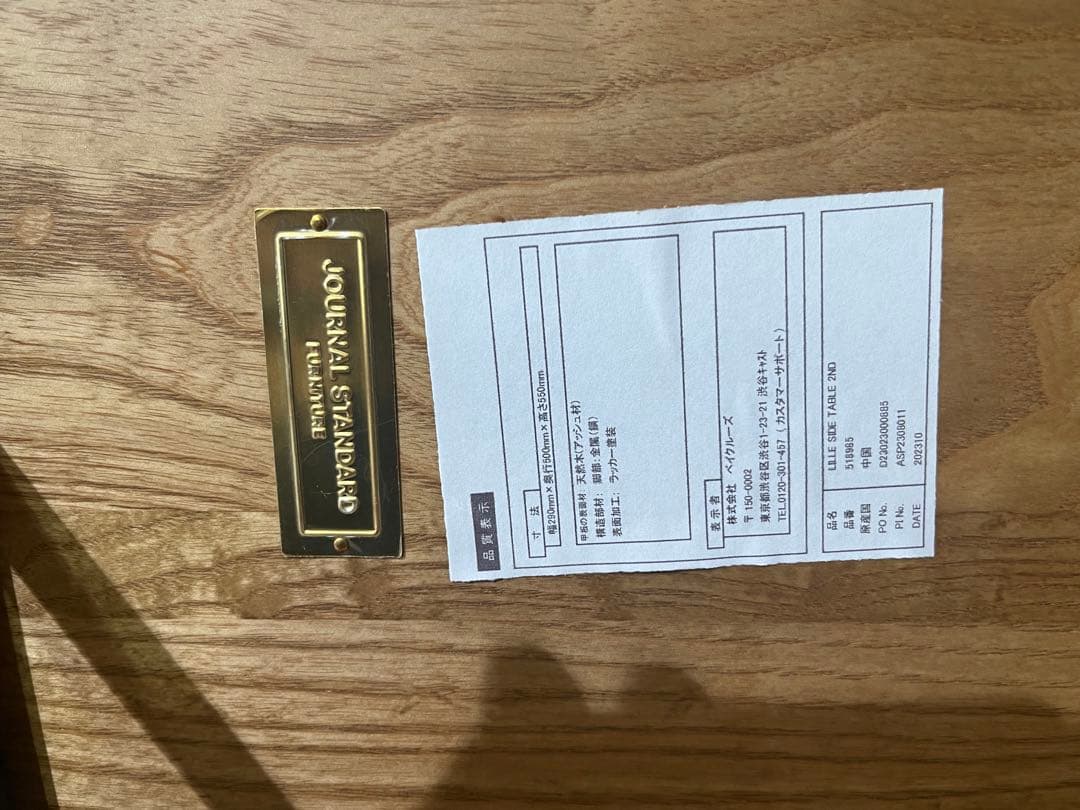 JOURNAL STANDARD
FURNITURE
品質表示
寸 法
幅290mm×奥行500mm×高さ550mm
甲板の表面材: 天然木(アッシュ材)
構造部材: 脚部:金属(鋼)
表面加工: ラッカー塗装
表示者
株式会社 ベイクルーズ
〒150-0002
東京都渋谷区渋谷1-23-21 渋谷キャスト
TEL.0120-301-457 (カスタマーサポート)
品名 LILLE SIDE TABLE 2ND
品番 518985
原産国 中国
PO No. D23023000885
PI No. ASP2308011
DATE 202310